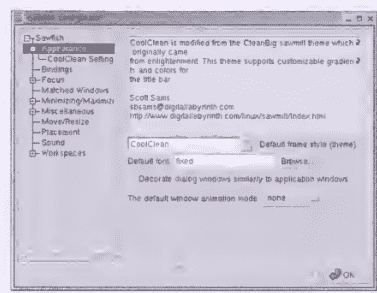 Sawfish
Appearance
CoolClean Setting
Bindings
Focus
Matched Windows
Minimizing/Maximizi
Miscellaneous
Move/Resize
Placement
Sound
Workspaces
CoolClean is modified from the CleanBig sawmill theme which
originally came
from enlightenment. This theme supports customizable gradien
h and colors for
the title bar
Scott Sams
sbsams@digitallabyrinth.com
http://www.digitallabyrinth.com/linux/sawmill/index.html
CoolClean Default frame style (theme)
Default font: fixed Browse...
Decorate dialog windows similarly to application windows
The default window animation mode none
OK